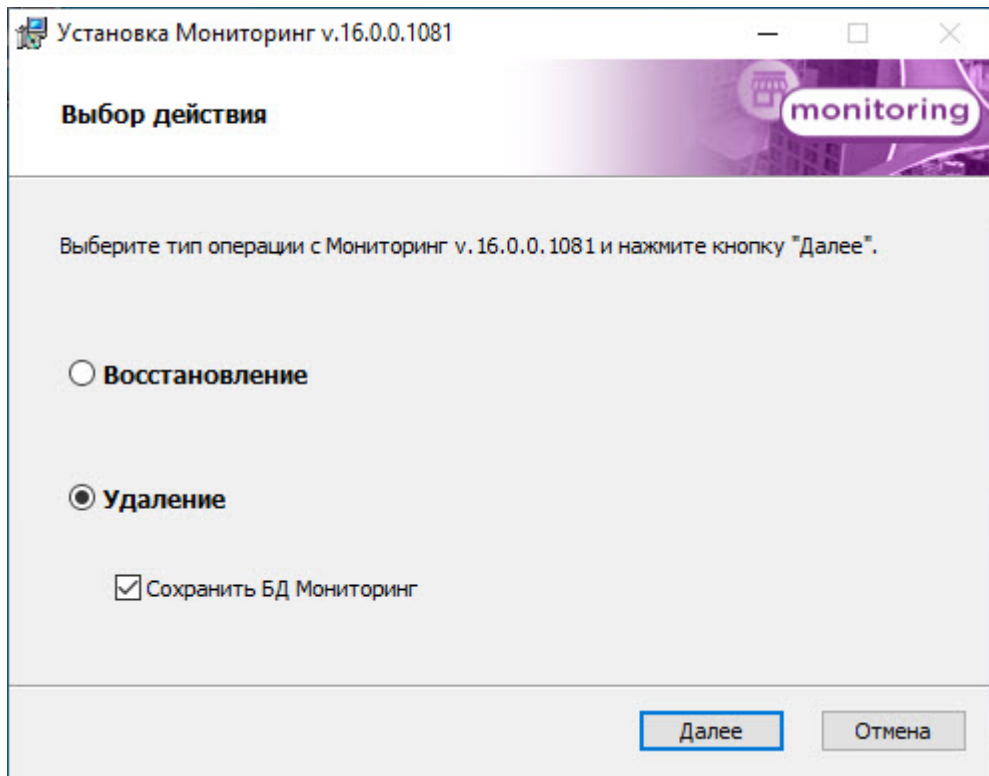 Установка Мониторинг v.16.0.0.1081
Выбор действия
monitoring
Выберите тип операции с Мониторинг v.16.0.0.1081 и нажмите кнопку "Далее".
Восстановление
Удаление
Сохранить БД Мониторинг
Далее
Отмена